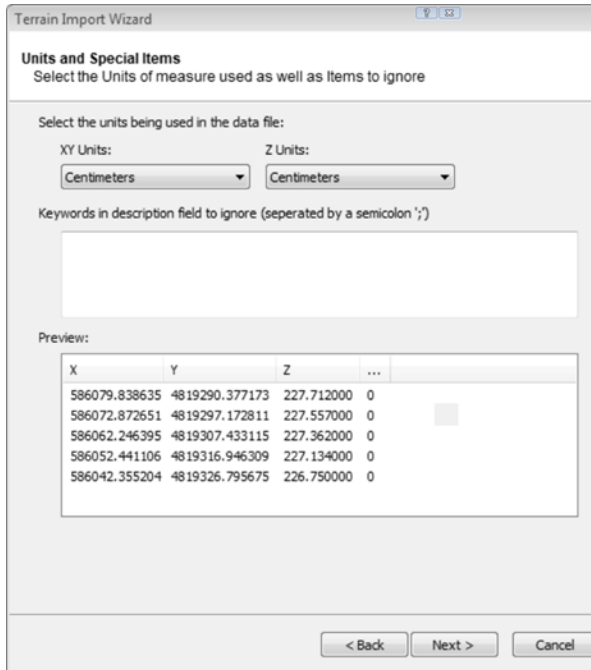 Terrain Import Wizard
Units and Special Items
Select the Units of measure used as well as Items to ignore
Select the units being used in the data file:
XY Units: Z Units:
Centimeters Centimeters
Keywords in description field to ignore (seperated by a semicolon ';')
Preview:
X Y Z ...
586079.838635 4819290.377173 227.712000 0
586072.872651 4819297.172811 227.557000 0
586062.246395 4819307.433115 227.362000 0
586052.441106 4819316.946309 227.134000 0
586042.355204 4819326.795675 226.750000 0
< Back Next > Cancel